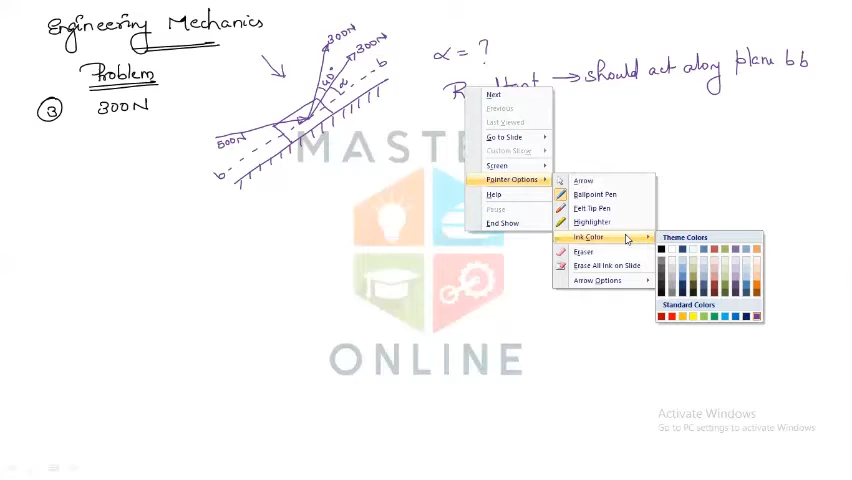 Engineering Mechanics
Problem
③ 300N
300N
300N
40°
α
b
500N
b
α = ?
Resultant → should act along plane bb
MASTE
ONLINE
Next
Previous
Last Viewed
Go to Slide
Custom Show
Screen
Pointer Options
Help
Pause
End Show
Arrow
Ballpoint Pen
Felt Tip Pen
Highlighter
Ink Color
Eraser
Erase All Ink on Slide
Arrow Options
Theme Colors
Standard Colors
Activate Windows
Go to PC settings to activate Windows